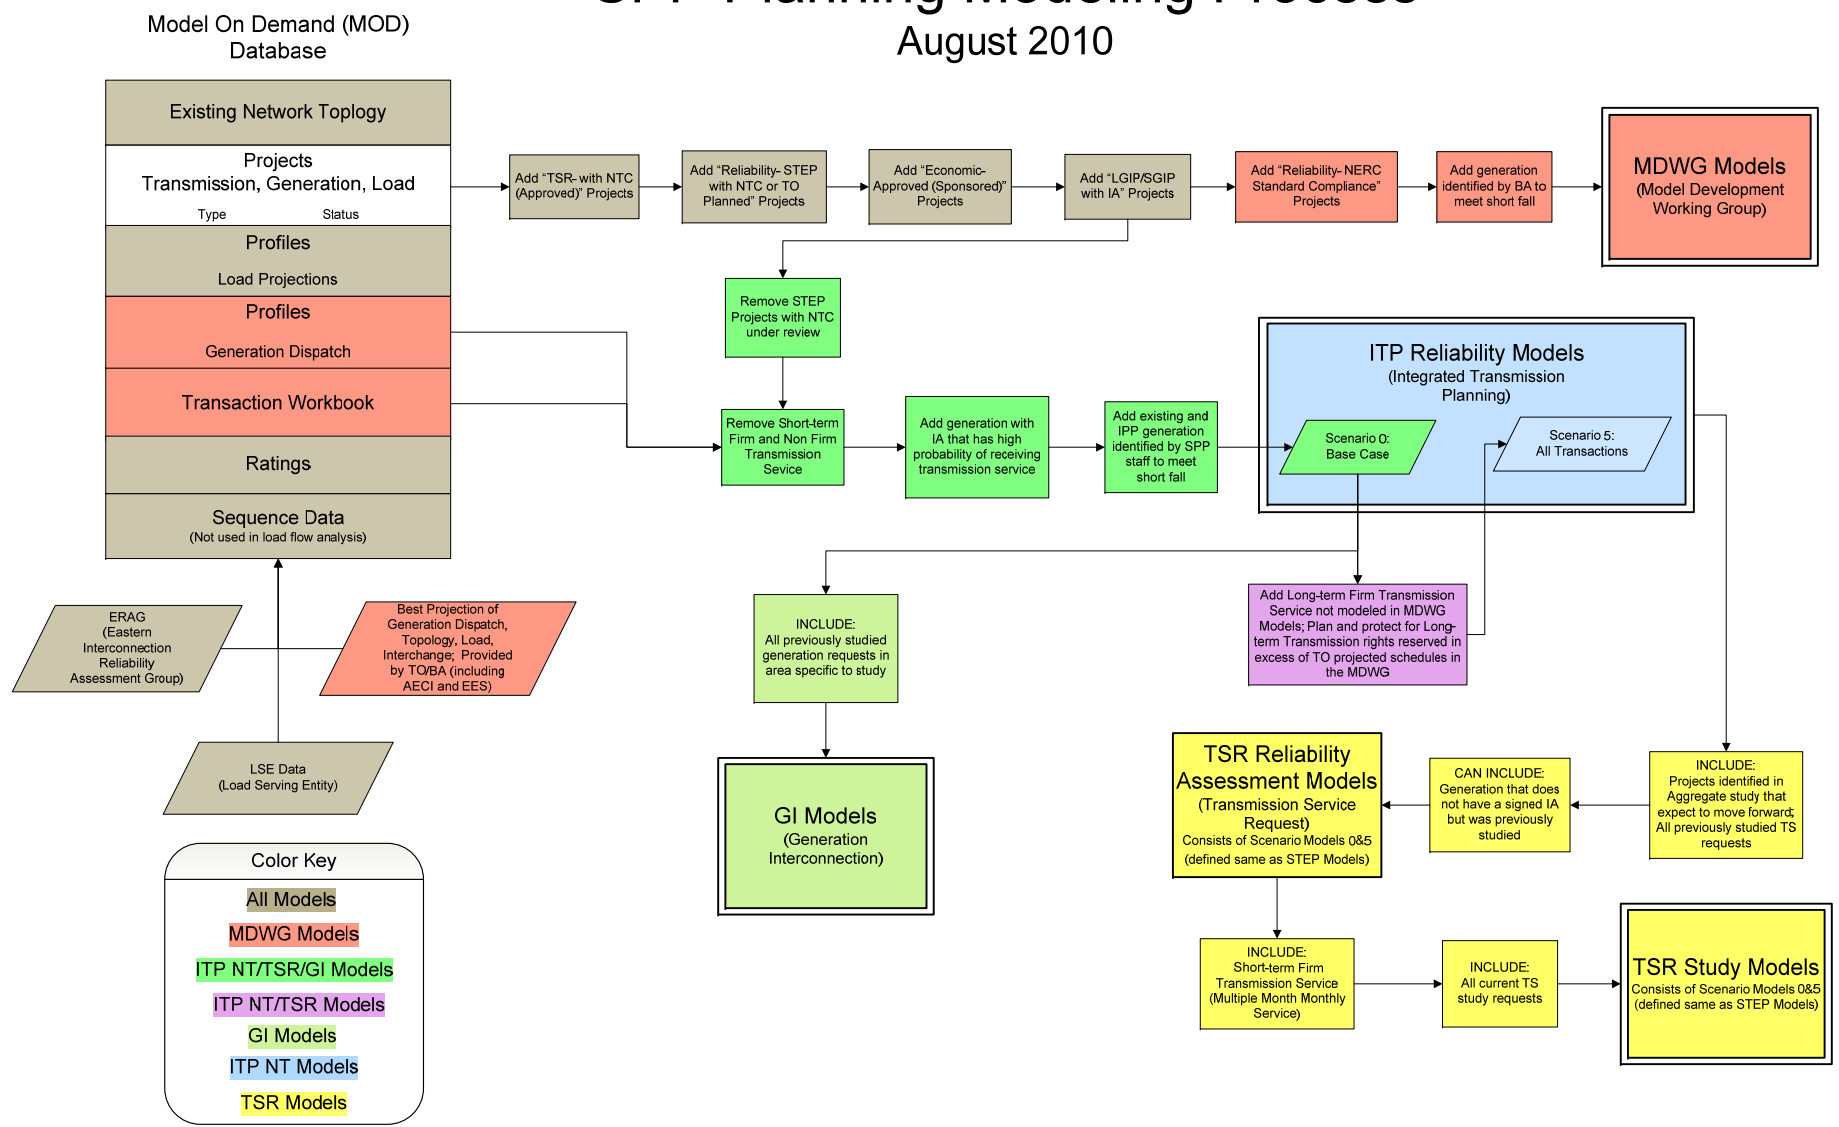 SPP Planning Modeling Process
August 2010
Model On Demand (MOD)
Database
Existing Network Toplogy
Projects
Transmission, Generation, Load
Type Status
Profiles
Load Projections
Profiles
Generation Dispatch
Transaction Workbook
Ratings
Sequence Data
(Not used in load flow analysis)
Add “TSR- with NTC
(Approved)” Projects
Add “Reliability- STEP
with NTC or TO
Planned” Projects
Add “Economic-
Approved (Sponsored)”
Projects
Add “LGIP/SGIP
with IA” Projects
Add “Reliability- NERC
Standard Compliance”
Projects
Add generation
identified by BA to
meet short fall
MDWG Models
(Model Development
Working Group)
Remove STEP
Projects with NTC
under review
Remove Short-term
Firm and Non Firm
Transmission
Sevice
Add generation with
IA that has high
probability of receiving
transmission service
Add existing and
IPP generation
identified by SPP
staff to meet
short fall
ITP Reliability Models
(Integrated Transmission
Planning)
Scenario 0:
Base Case
Scenario 5:
All Transactions
ERAG
(Eastern
Interconnection
Reliability
Assessment Group)
Best Projection of
Generation Dispatch,
Topology, Load,
Interchange; Provided
by TO/BA (including
AECI and EES)
LSE Data
(Load Serving Entity)
INCLUDE:
All previously studied
generation requests in
area specific to study
GI Models
(Generation
Interconnection)
Add Long-term Firm Transmission
Service not modeled in MDWG
Models; Plan and protect for Long-
term Transmission rights reserved in
excess of TO projected schedules in
the MDWG
TSR Reliability
Assessment Models
(Transmission Service
Request)
Consists of Scenario Models 0&5
(defined same as STEP Models)
CAN INCLUDE:
Generation that does
not have a signed IA
but was previously
studied
INCLUDE:
Projects identified in
Aggregate study that
expect to move forward;
All previously studied TS
requests
INCLUDE:
Short-term Firm
Transmission Service
(Multiple Month Monthly
Service)
INCLUDE:
All current TS
study requests
TSR Study Models
Consists of Scenario Models 0&5
(defined same as STEP Models)
Color Key
All Models
MDWG Models
ITP NT/TSR/GI Models
ITP NT/TSR Models
GI Models
ITP NT Models
TSR Models